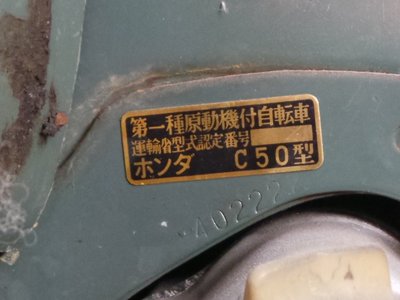 第一種原動機付自転車
運輸省型式認定番号
ホンダ C50型
A0222